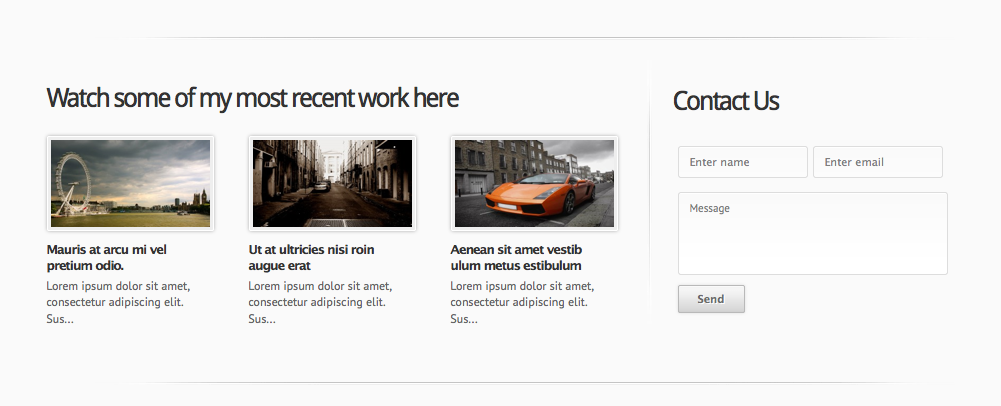 Watch some of my most recent work here
Mauris at arcu mi vel
pretium odio.
Lorem ipsum dolor sit amet,
consectetur adipiscing elit.
Sus...
Ut at ultricies nisi roin
augue erat
Lorem ipsum dolor sit amet,
consectetur adipiscing elit.
Sus...
Aenean sit amet vestib
ulum metus estibulum
Lorem ipsum dolor sit amet,
consectetur adipiscing elit.
Sus...
Contact Us
Enter name
Enter email
Message
Send